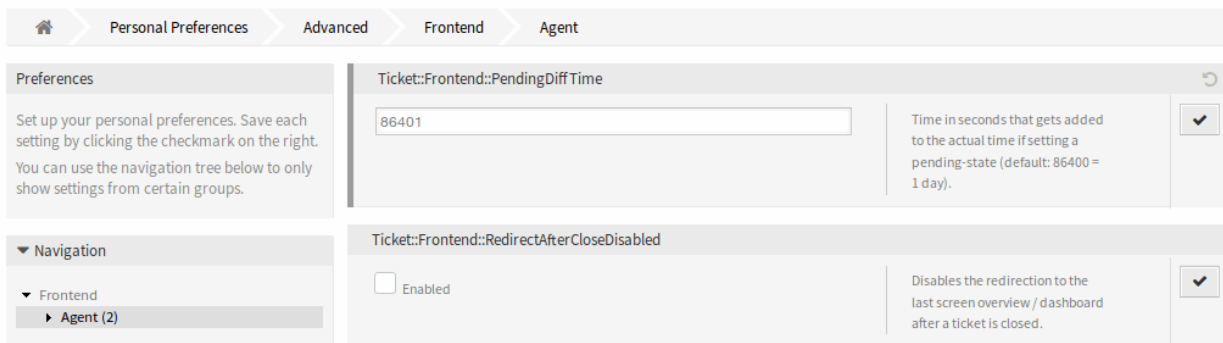 Personal Preferences Advanced Frontend Agent
Preferences
Set up your personal preferences. Save each
setting by clicking the checkmark on the right.
You can use the navigation tree below to only
show settings from certain groups.
Navigation
Frontend
Agent (2)
Ticket::Frontend::PendingDiffTime
86401
Time in seconds that gets added
to the actual time if setting a
pending-state (default: 86400 =
1 day).
Ticket::Frontend::RedirectAfterCloseDisabled
Enabled
Disables the redirection to the
last screen overview / dashboard
after a ticket is closed.